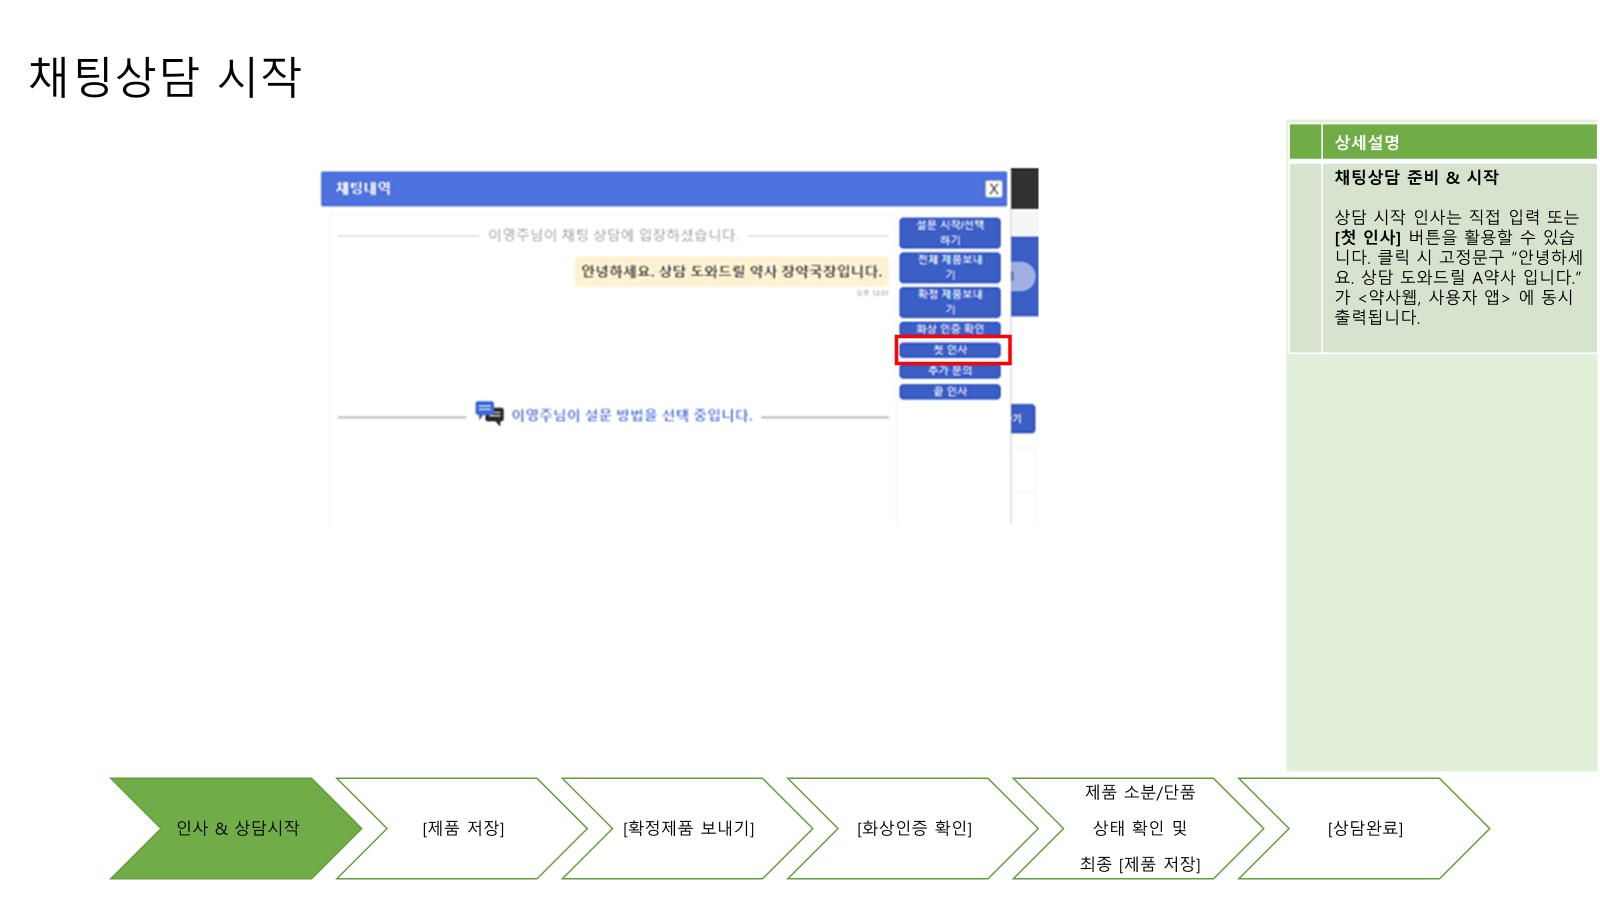 채팅상담 시작
채팅내역
X
이영주님이 채팅 상담에 입장하셨습니다.
안녕하세요. 상담 도와드릴 약사 장약국장입니다.
설문 시작/선택
하기
전체 제품보내
기
확정 제품보내
기
화상 인증 확인
첫 인사
추가 문의
끝 인사
이영주님이 설문 방법을 선택 중입니다.
기
상세설명
채팅상담 준비 & 시작
상담 시작 인사는 직접 입력 또는
[첫 인사] 버튼을 활용할 수 있습
니다. 클릭 시 고정문구 “안녕하세
요. 상담 도와드릴 A약사 입니다.”
가 <약사웹, 사용자 앱> 에 동시
출력됩니다.
인사 & 상담시작
[제품 저장]
[확정제품 보내기]
[화상인증 확인]
제품 소분/단품
상태 확인 및
최종 [제품 저장]
[상담완료]